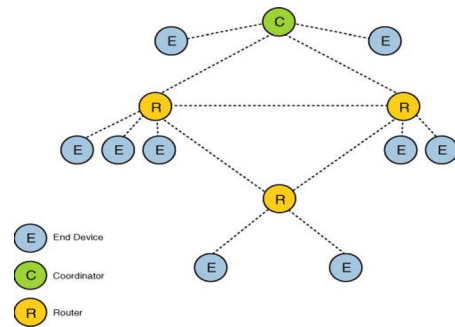 C
E E
R R
E E E E E
R
E End Device
E E
C Coordinator
R Router